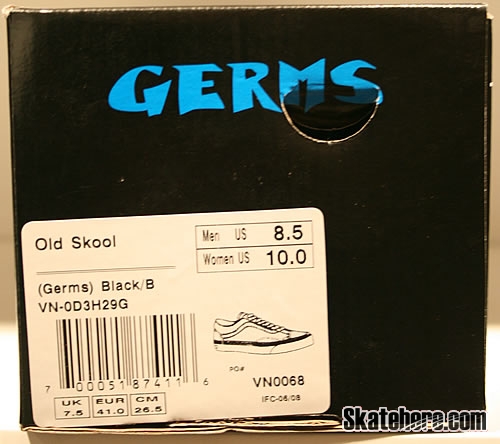 GERMS
Old Skool
Men US 8.5
Women US 10.0
(Germs) Black/B
VN-0D3H29G
7 00051 87411 6
PO#
VN0068
UK EUR CM
7.5 41.0 26.5
IFC-06/08
Skatehero.com